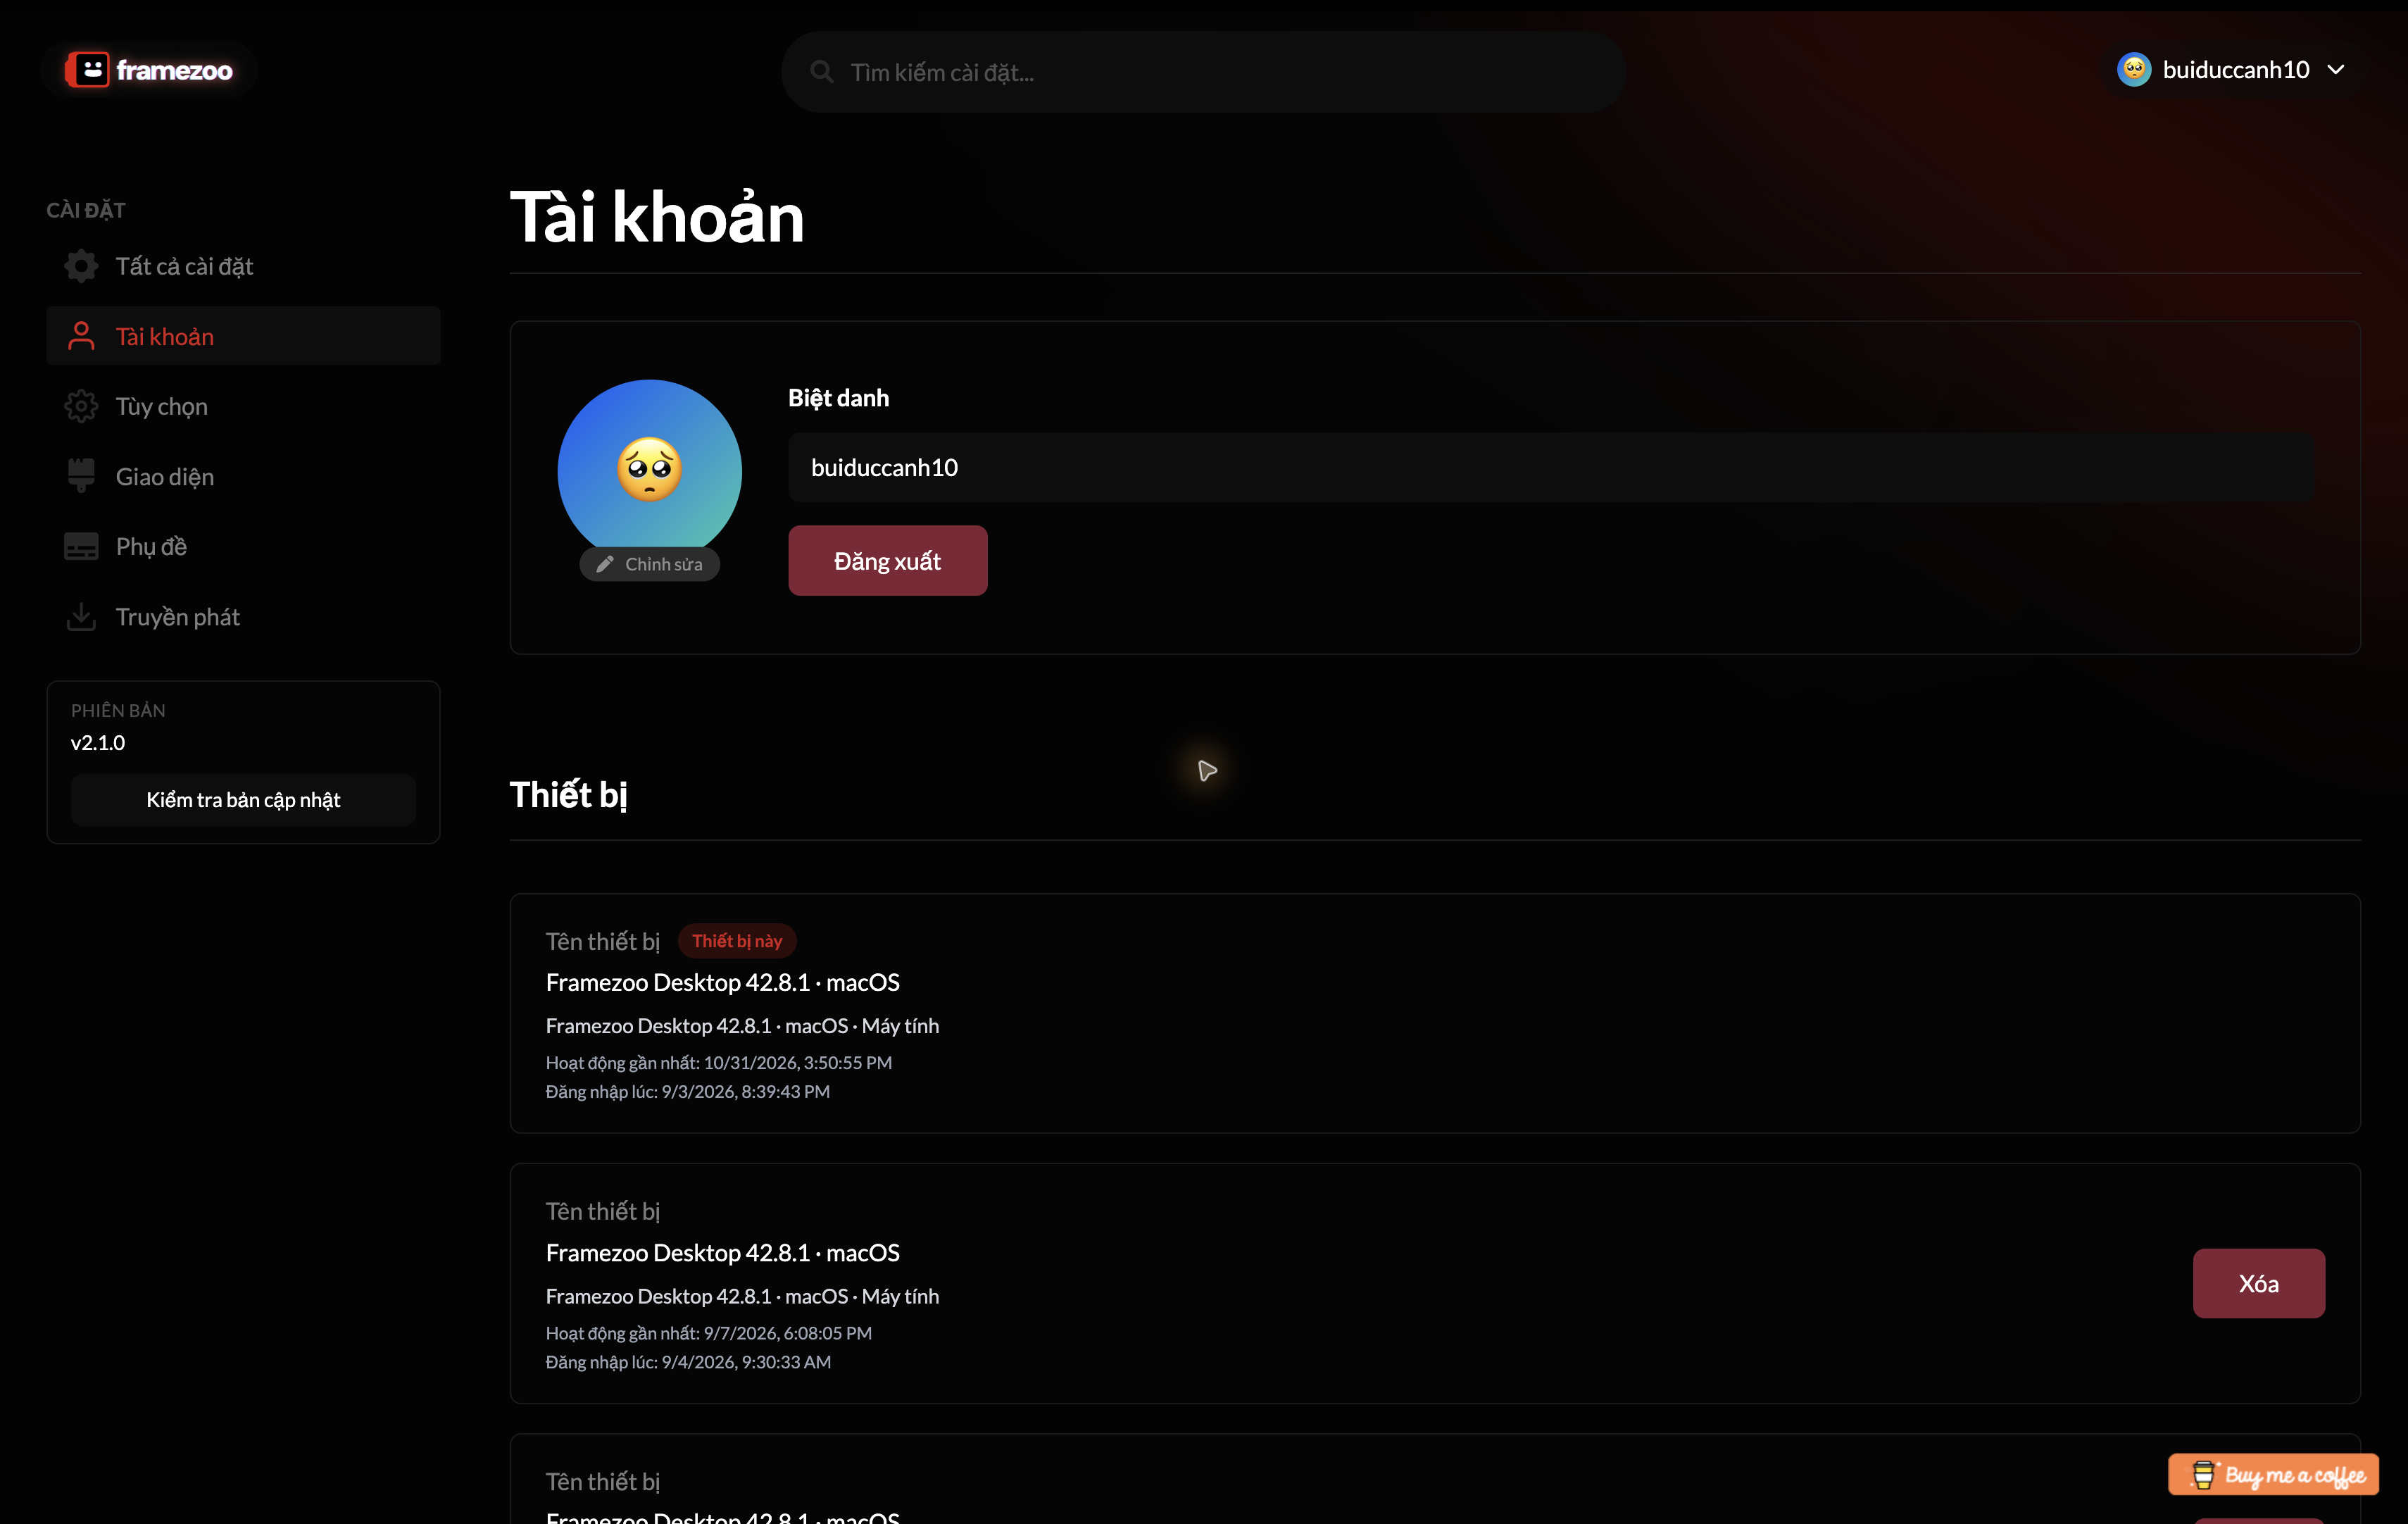 framezoo
Tìm kiếm cài đặt...
buiduccanh10
CÀI ĐẶT
Tất cả cài đặt
Tài khoản
Tùy chọn
Giao diện
Phụ đề
Truyền phát
PHIÊN BẢN
v2.1.0
Kiểm tra bản cập nhật
Tài khoản
Chỉnh sửa
Biệt danh
buiduccanh10
Đăng xuất
Thiết bị
Tên thiết bị Thiết bị này
Framezoo Desktop 42.8.1 · macOS
Framezoo Desktop 42.8.1 · macOS · Máy tính
Hoạt động gần nhất: 10/31/2026, 3:50:55 PM
Đăng nhập lúc: 9/3/2026, 8:39:43 PM
Tên thiết bị
Framezoo Desktop 42.8.1 · macOS
Framezoo Desktop 42.8.1 · macOS · Máy tính
Hoạt động gần nhất: 9/7/2026, 6:08:05 PM
Đăng nhập lúc: 9/4/2026, 9:30:33 AM
Xóa
Tên thiết bị
Framezoo Desktop 42.8.1 · macOS
Buy me a coffee